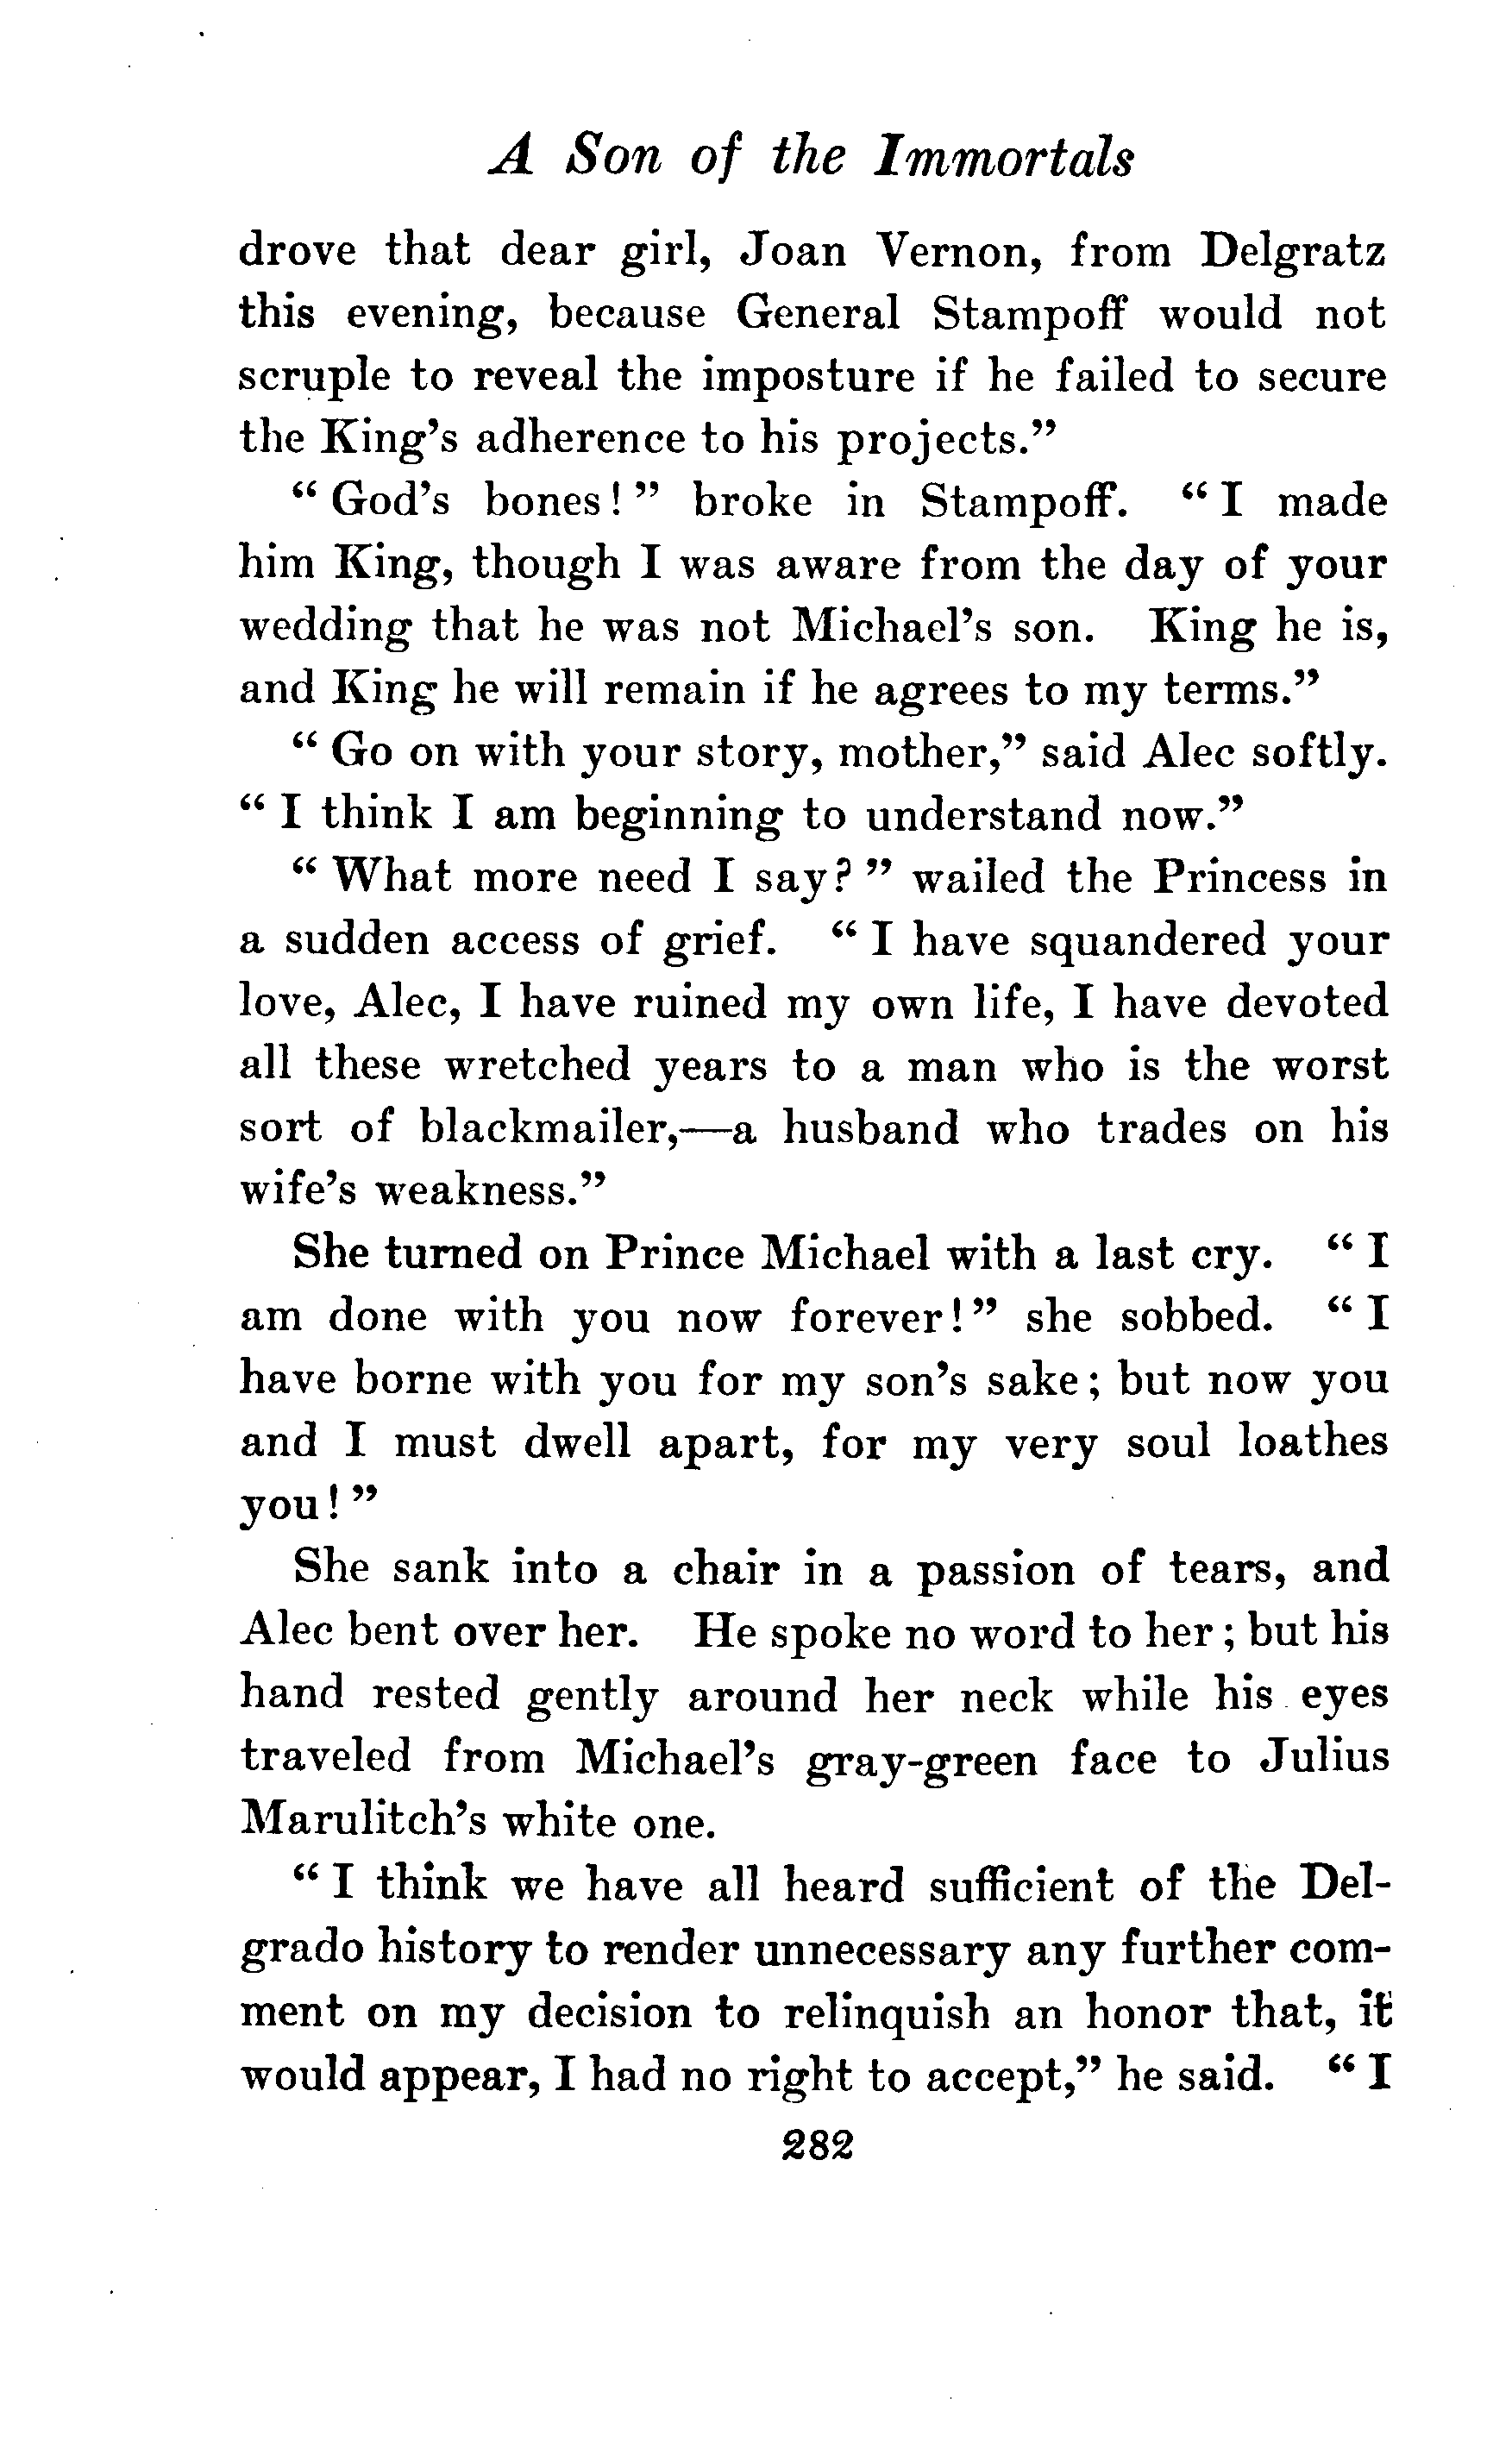 A Son of the Immortals
drove that dear girl, Joan Vernon, from Delgratz
this evening, because General Stampoff would not
scruple to reveal the imposture if he failed to secure
the King's adherence to his projects."
" God's bones! " broke in Stampoff. " I made
him King, though I was aware from the day of your
wedding that he was not Michael's son. King he is,
and King he will remain if he agrees to my terms."
" Go on with your story, mother," said Alec softly.
" I think I am beginning to understand now."
" What more need I say? " wailed the Princess in
a sudden access of grief. " I have squandered your
love, Alec, I have ruined my own life, I have devoted
all these wretched years to a man who is the worst
sort of blackmailer,—a husband who trades on his
wife's weakness."
She turned on Prince Michael with a last cry. " I
am done with you now forever! " she sobbed. " I
have borne with you for my son's sake; but now you
and I must dwell apart, for my very soul loathes
you! "
She sank into a chair in a passion of tears, and
Alec bent over her. He spoke no word to her; but his
hand rested gently around her neck while his eyes
traveled from Michael's gray-green face to Julius
Marulitch's white one.
" I think we have all heard sufficient of the Del-
grado history to render unnecessary any further com-
ment on my decision to relinquish an honor that, it
would appear, I had no right to accept," he said. " I
282